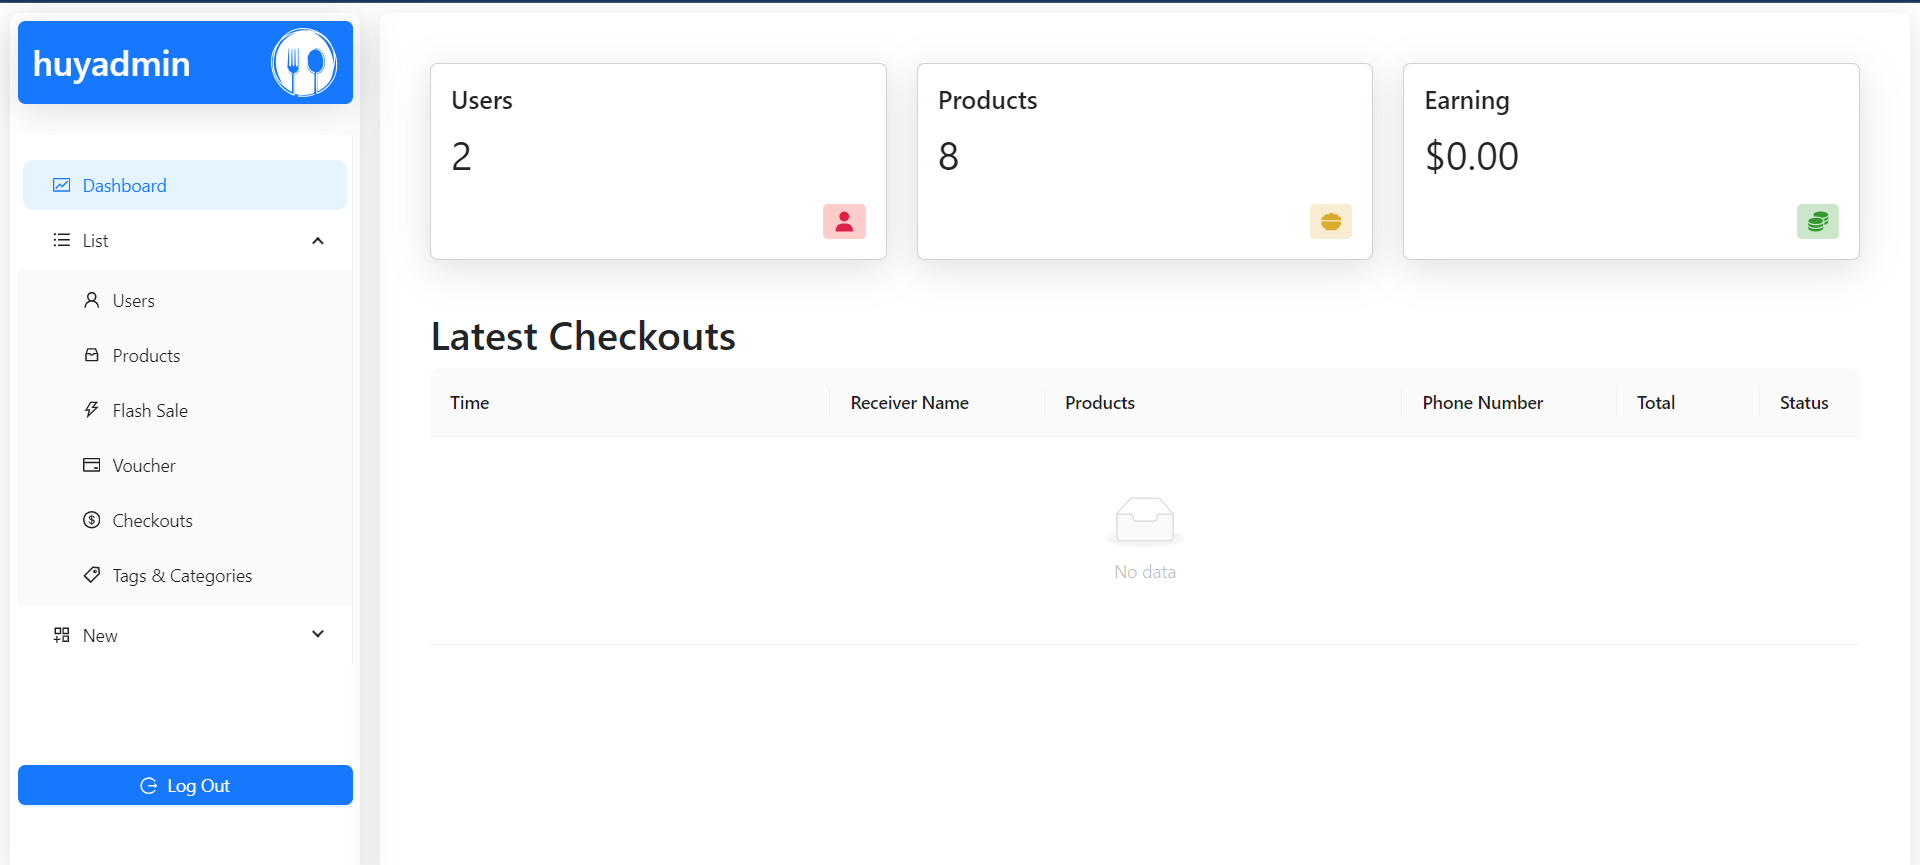 huyadmin
Dashboard
List
Users
Products
Flash Sale
Voucher
Checkouts
Tags & Categories
New
Log Out
Users
2
Products
8
Earning
$0.00
Latest Checkouts
Time Receiver Name Products Phone Number Total Status
No data